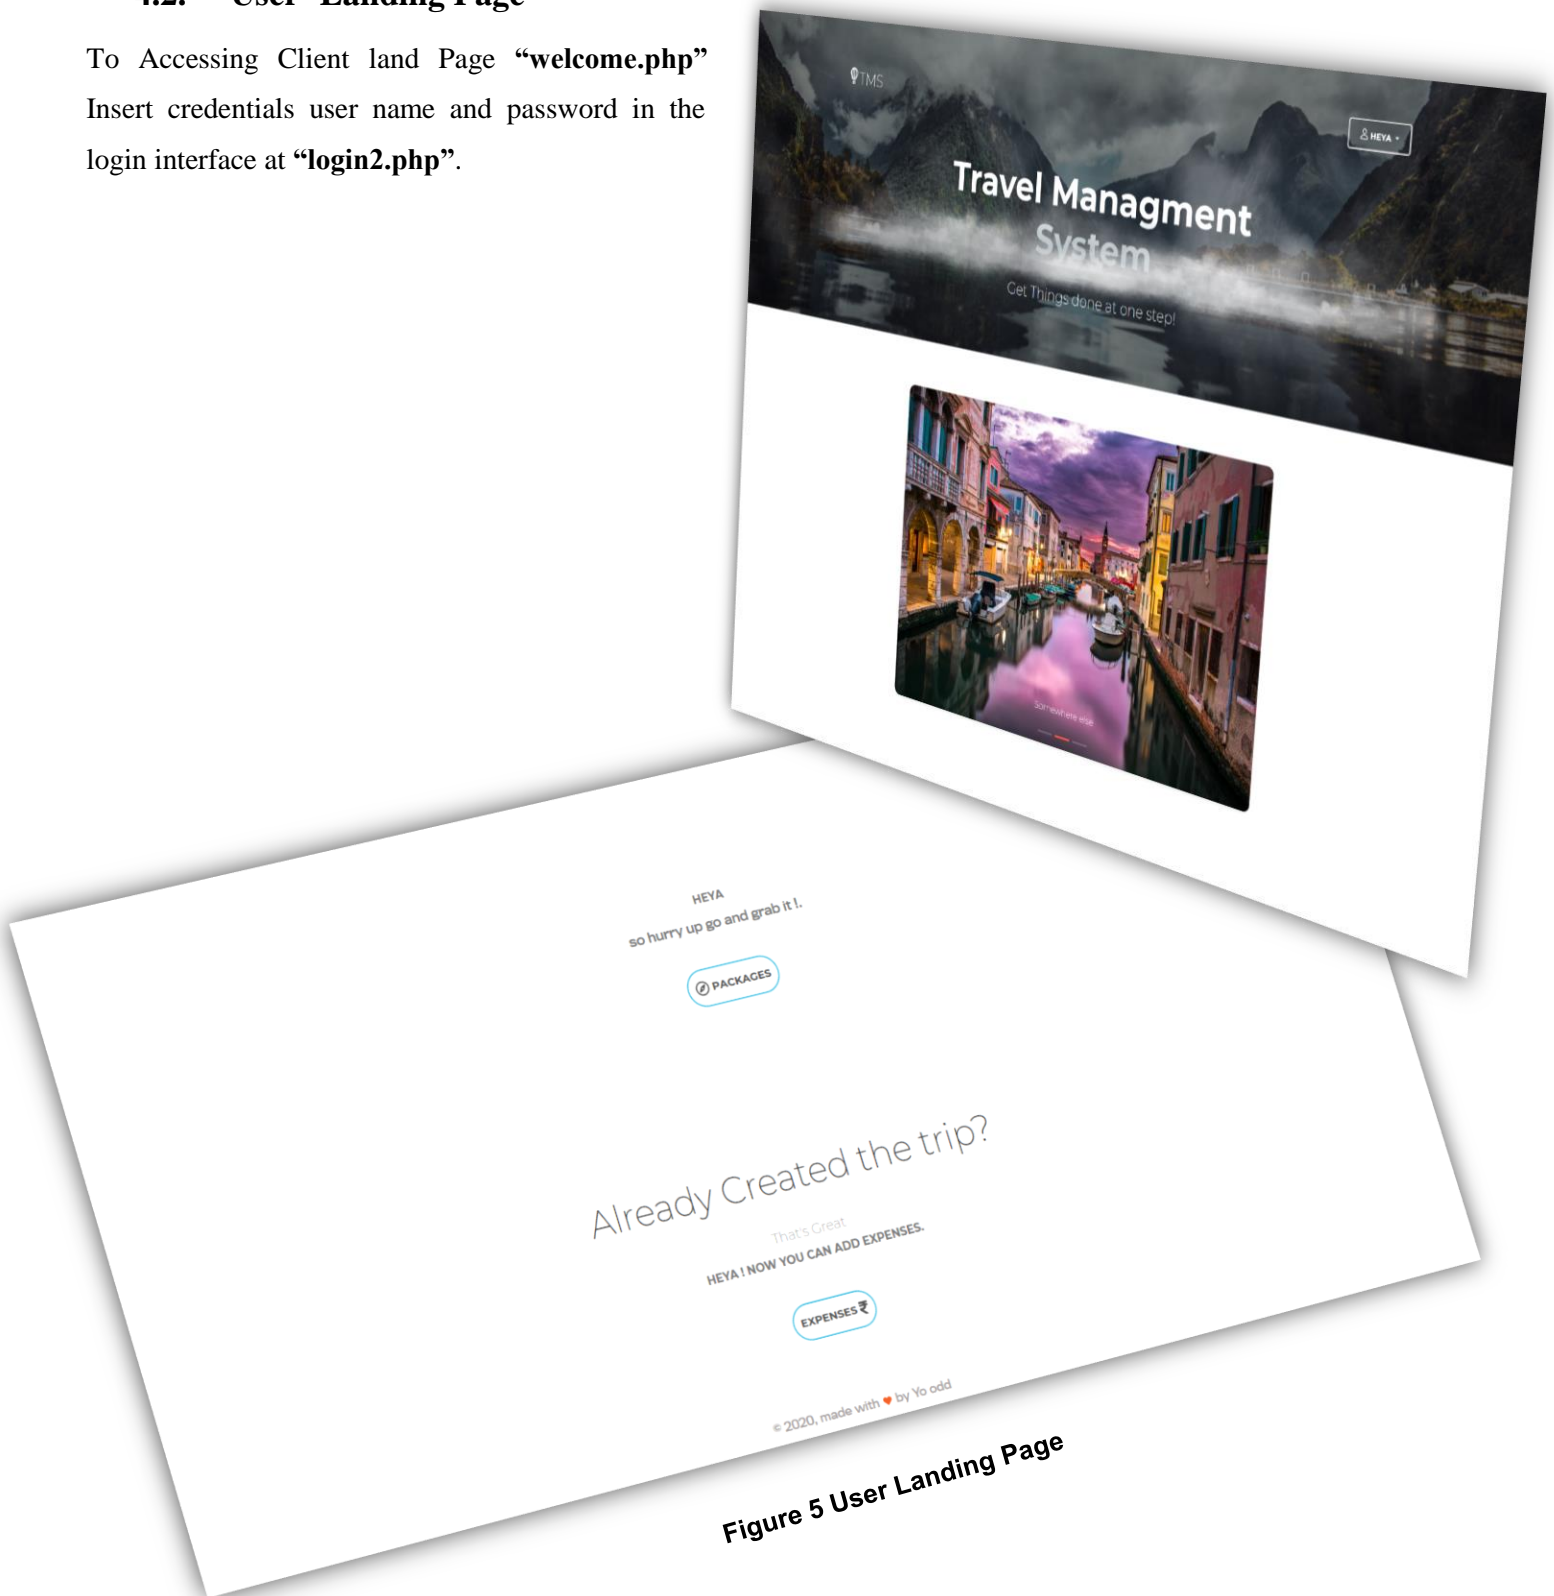 4.2. User Landing Page
To Accessing Client land Page “welcome.php”
Insert credentials user name and password in the
login interface at “login2.php”.
TMS
HEYA
Travel Managment
System
Get Things done at one step!
Somewhere else
HEYA
so hurry up go and grab it !.
PACKAGES
Already Created the trip?
That's Great
HEYA ! NOW YOU CAN ADD EXPENSES.
EXPENSES ₹
© 2020, made with ♥ by Yo odd
Figure 5 User Landing Page